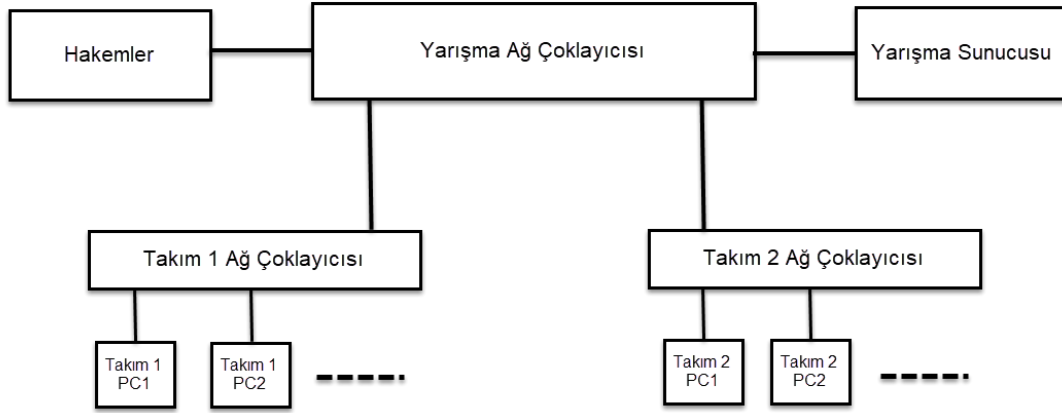 Hakemler
Yarışma Ağ Çoklayıcısı
Yarışma Sunucusu
Takım 1 Ağ Çoklayıcısı
Takım 2 Ağ Çoklayıcısı
Takım 1
PC1
Takım 1
PC2
Takım 2
PC1
Takım 2
PC2